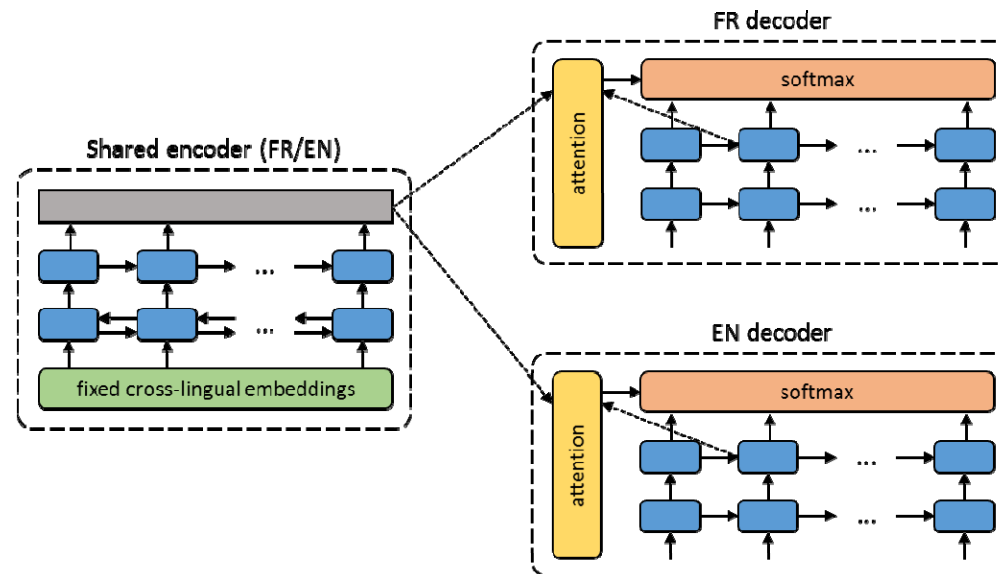 Shared encoder (FR/EN)
...
...
fixed cross-lingual embeddings
FR decoder
attention
softmax
...
...
EN decoder
attention
softmax
...
...